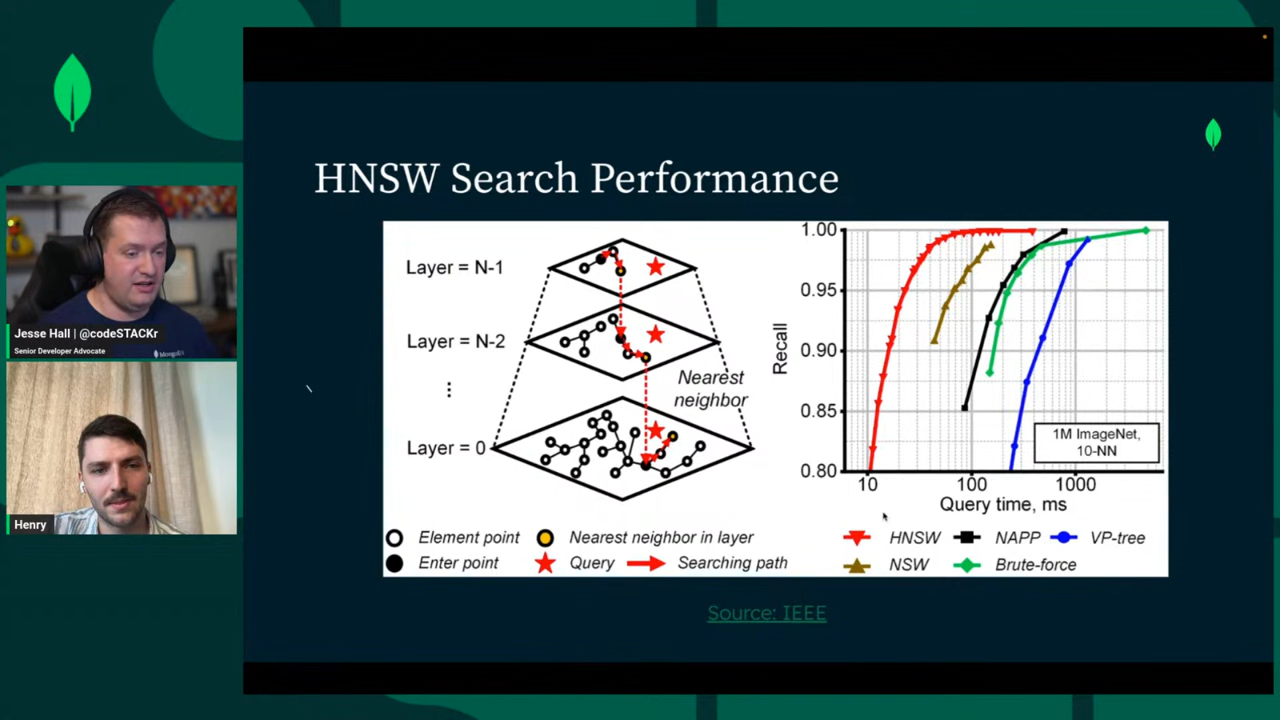 HNSW Search Performance
Layer = N-1
Layer = N-2
Layer = 0
Nearest
neighbor
Element point
Nearest neighbor in layer
Enter point
Query
Searching path
Recall
1.00
0.95
0.90
0.85
0.80
10
100
1000
1M ImageNet,
10-NN
Query time, ms
HNSW
NAPP
VP-tree
NSW
Brute-force
Source: IEEE
Jesse Hall | @codeSTACKr
Senior Developer Advocate
MongoDB
Henry